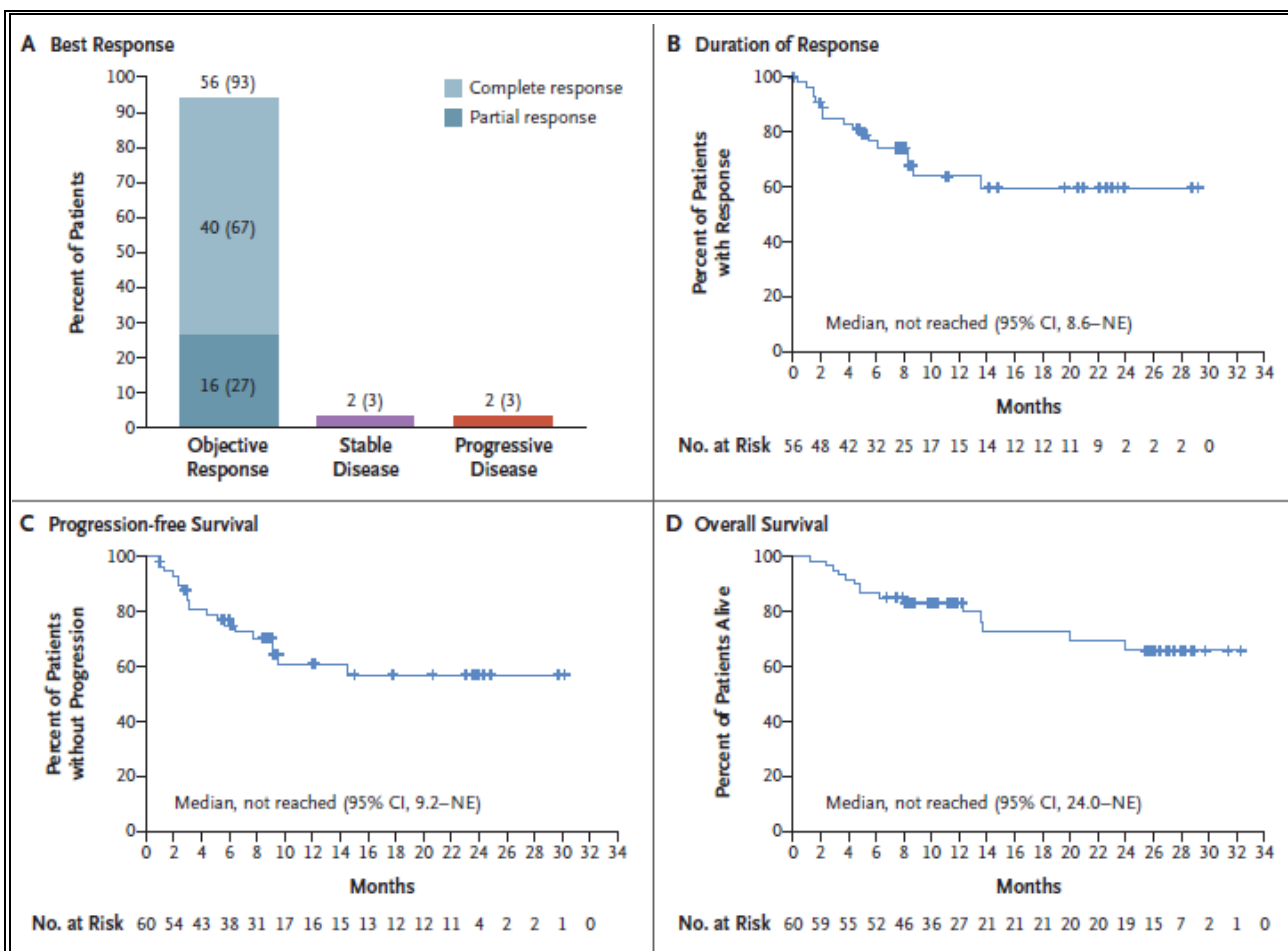 A Best Response
Complete response
Partial response
Percent of Patients
100
90
80
70
60
50
40
30
20
10
0
56 (93)
40 (67)
16 (27)
2 (3)
2 (3)
Objective
Response
Stable
Disease
Progressive
Disease
B Duration of Response
Percent of Patients
with Response
100
80
60
40
20
0
Median, not reached (95% CI, 8.6–NE)
0 2 4 6 8 10 12 14 16 18 20 22 24 26 28 30 32 34
Months
No. at Risk 56 48 42 32 25 17 15 14 12 12 11 9 2 2 2 0
C Progression-free Survival
Percent of Patients
without Progression
100
80
60
40
20
0
Median, not reached (95% CI, 9.2–NE)
0 2 4 6 8 10 12 14 16 18 20 22 24 26 28 30 32 34
Months
No. at Risk 60 54 43 38 31 17 16 15 13 12 12 11 4 2 2 1 0
D Overall Survival
Percent of Patients Alive
100
80
60
40
20
0
Median, not reached (95% CI, 24.0–NE)
0 2 4 6 8 10 12 14 16 18 20 22 24 26 28 30 32 34
Months
No. at Risk 60 59 55 52 46 36 27 21 21 21 20 20 19 15 7 2 1 0